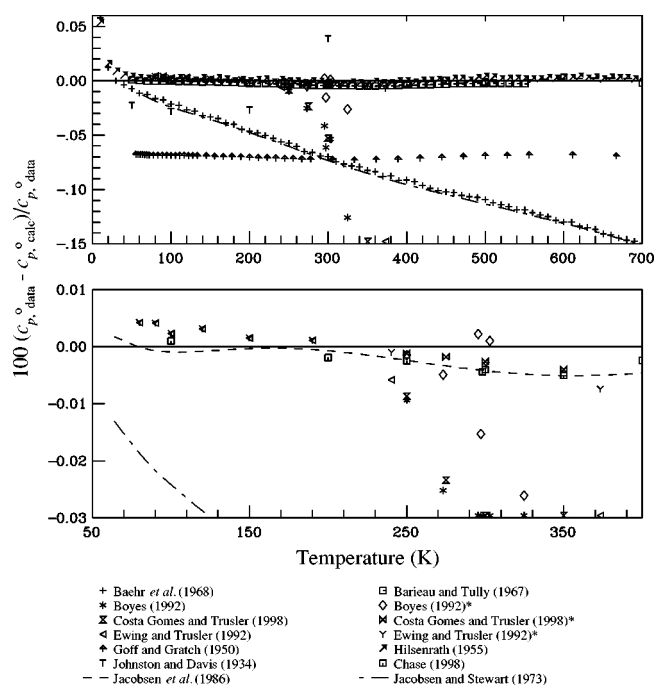 0.05
0.00
-.05
-.10
-.15
0 100 200 300 400 500 600 700
100 (cp,°data - cp,°calc)/cp,°data
0.01
0.00
-0.01
-0.02
-0.03
50 150 250 350
Temperature (K)
Baehr et al. (1968)
Boyes (1992)
Costa Gomes and Trusler (1998)
Ewing and Trusler (1992)
Goff and Gratch (1950)
Johnston and Davis (1934)
Jacobsen et al. (1986)
Barieau and Tully (1967)
Boyes (1992)*
Costa Gomes and Trusler (1998)*
Ewing and Trusler (1992)*
Hilsenrath (1955)
Chase (1998)
Jacobsen and Stewart (1973)